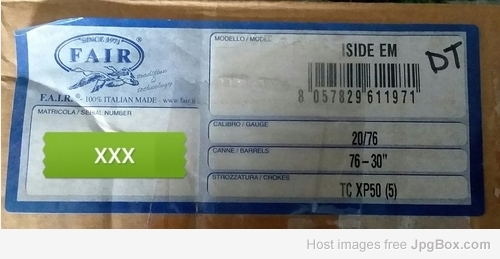 SINCE 1971
FAIR
tradition
& technology
F.A.I.R.® - 100% ITALIAN MADE - www.fair.it
MATRICOLA / SERIAL NUMBER
XXX
MODELLO / MODEL
ISIDE EM
DT
8 057829 611971
CALIBRO / GAUGE
20/76
CANNE / BARRELS
76-30"
STROZZATURA / CHOKES
TC XP50 (5)
Host images free JpgBox.com